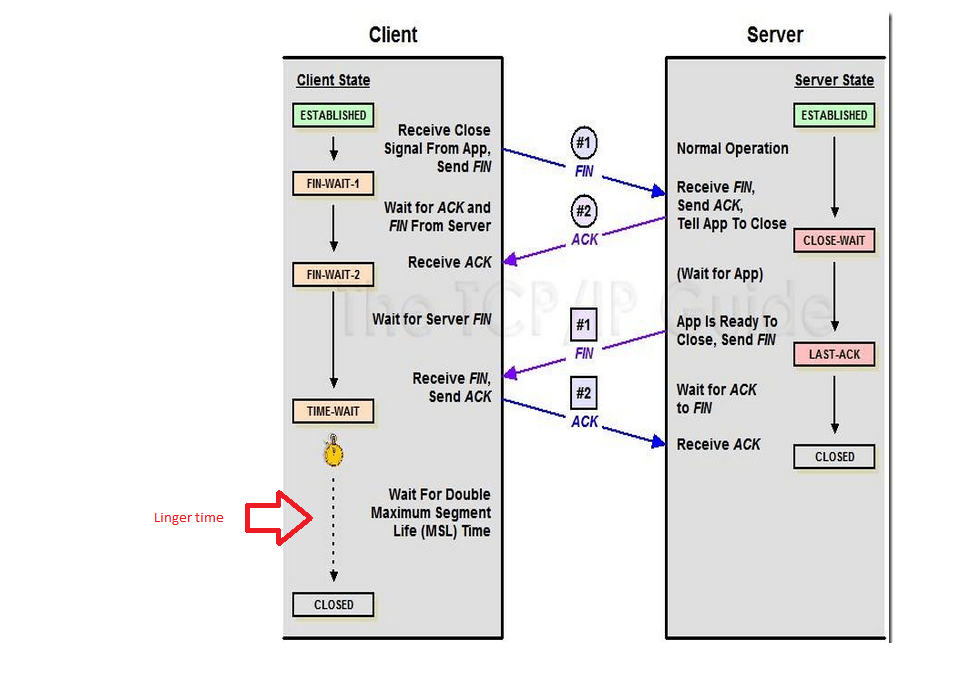 Client
Server
Client State
Server State
ESTABLISHED
ESTABLISHED
Receive Close
Signal From App,
Send FIN
#1
FIN
Normal Operation
FIN-WAIT-1
Receive FIN,
Send ACK,
Tell App To Close
Wait for ACK and
FIN From Server
#2
ACK
CLOSE-WAIT
Receive ACK
FIN-WAIT-2
(Wait for App)
The TCP/IP Guide
Wait for Server FIN
#1
FIN
App Is Ready To
Close, Send FIN
LAST-ACK
Receive FIN,
Send ACK
#2
ACK
Wait for ACK
to FIN
TIME-WAIT
Receive ACK
CLOSED
Linger time
Wait For Double
Maximum Segment
Life (MSL) Time
CLOSED